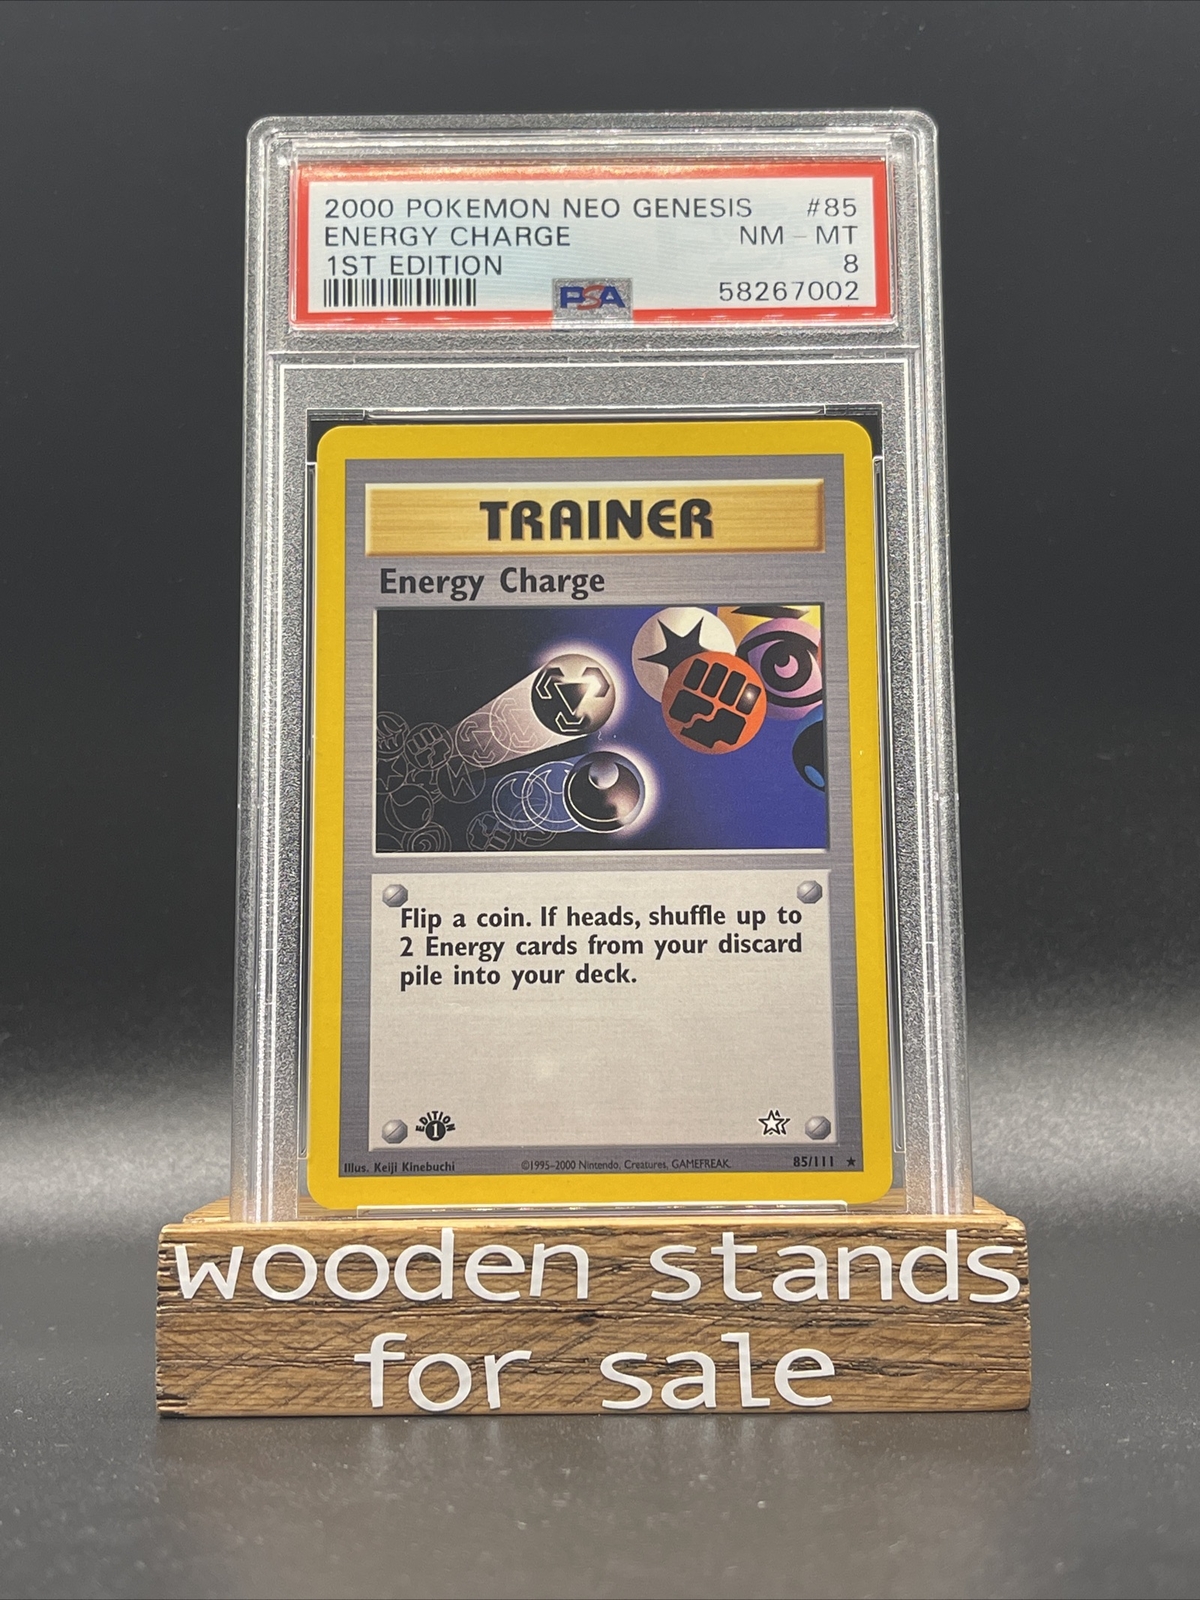 2000 POKEMON NEO GENESIS #85
ENERGY CHARGE NM - MT
1ST EDITION 8
PSA 58267002
TRAINER
Energy Charge
Flip a coin. If heads, shuffle up to
2 Energy cards from your discard
pile into your deck.
EDITION 1
Illus. Keiji Kinebuchi ©1995-2000 Nintendo, Creatures, GAMEFREAK. 85/111 ★
wooden stands
for sale